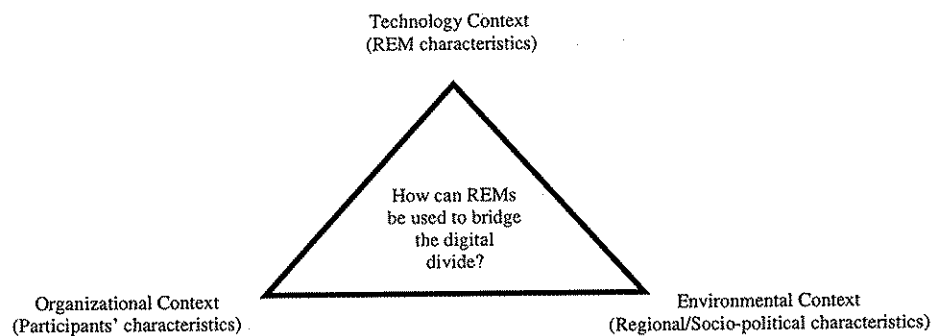 Technology Context
(REM characteristics)
How can REMs
be used to bridge
the digital
divide?
Organizational Context
(Participants' characteristics)
Environmental Context
(Regional/Socio-political characteristics)